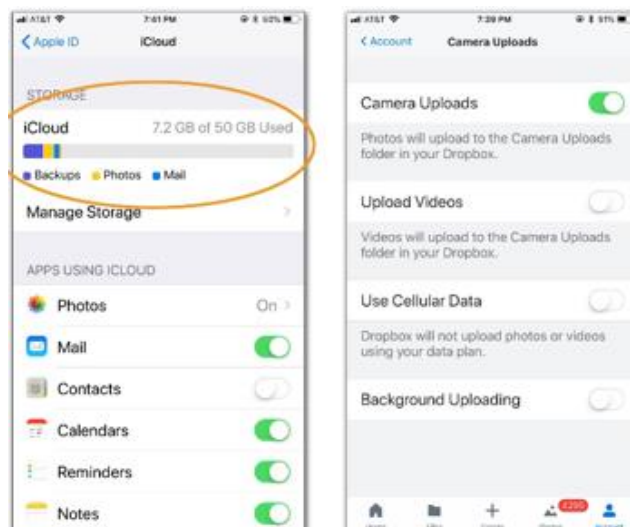 AT&T 7:41 PM
Apple ID iCloud
STORAGE
iCloud 7.2 GB of 50 GB Used
Backups Photos Mail
Manage Storage
APPS USING ICLOUD
Photos On
Mail
Contacts
Calendars
Reminders
Notes
AT&T 7:39 PM
Account Camera Uploads
Camera Uploads
Photos will upload to the Camera Uploads
folder in your Dropbox.
Upload Videos
Videos will upload to the Camera Uploads
folder in your Dropbox.
Use Cellular Data
Dropbox will not upload photos or videos
using your data plan.
Background Uploading